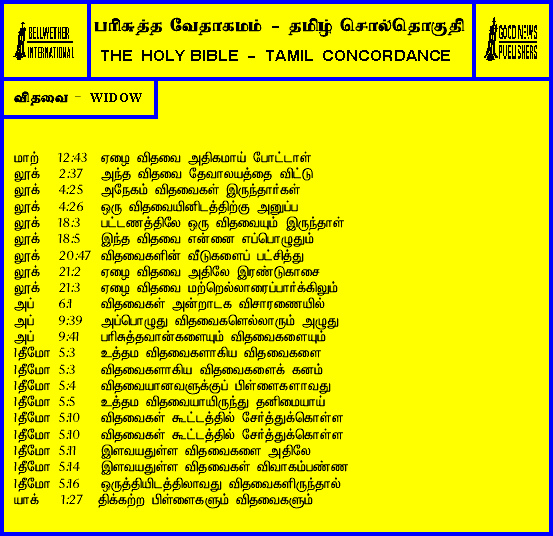 BELLWETHER INTERNATIONAL
பரிசுத்த வேதாகமம் - தமிழ் சொல்தொகுதி
THE HOLY BIBLE - TAMIL CONCORDANCE
GOOD NEWS PUBLISHERS
விதவை - WIDOW
மாற் 12:43 ஏழை விதவை அதிகமாய் போட்டாள்
லூக் 2:37 அந்த விதவை தேவாலயத்தை விட்டு
லூக் 4:25 அநேகம் விதவைகள் இருந்தார்கள்
லூக் 4:26 ஒரு விதவையினிடத்திற்கு அனுப்ப
லூக் 18:3 பட்டணத்திலே ஒரு விதவையும் இருந்தாள்
லூக் 18:5 இந்த விதவை என்னை எப்பொழுதும்
லூக் 20:47 விதவைகளின் வீடுகளைப் பட்சித்து
லூக் 21:2 ஏழை விதவை அதிலே இரண்டுகாசை
லூக் 21:3 ஏழை விதவை மற்றெல்லாரைப்பார்க்கிலும்
அப் 6:1 விதவைகள் அன்றாடக விசாரணையில்
அப் 9:39 அப்பொழுது விதவைகளெல்லாரும் அழுது
அப் 9:41 பரிசுத்தவான்களையும் விதவைகளையும்
1தீமோ 5:3 உத்தம விதவைகளாகிய விதவைகளை
1தீமோ 5:3 விதவைகளாகிய விதவைகளைக் கனம்
1தீமோ 5:4 விதவையானவளுக்குப் பிள்ளைகளாவது
1தீமோ 5:5 உத்தம விதவையாயிருந்து தனிமையாய்
1தீமோ 5:10 விதவைகள் கூட்டத்தில் சேர்த்துக்கொள்ள
1தீமோ 5:10 விதவைகள் கூட்டத்தில் சேர்த்துக்கொள்ள
1தீமோ 5:11 இளவயதுள்ள விதவைகளை அதிலே
1தீமோ 5:14 இளவயதுள்ள விதவைகள் விவாகம்பண்ண
1தீமோ 5:16 ஒருத்தியிடத்திலாவது விதவைகளிருந்தால்
யாக் 1:27 திக்கற்ற பிள்ளைகளும் விதவைகளும்